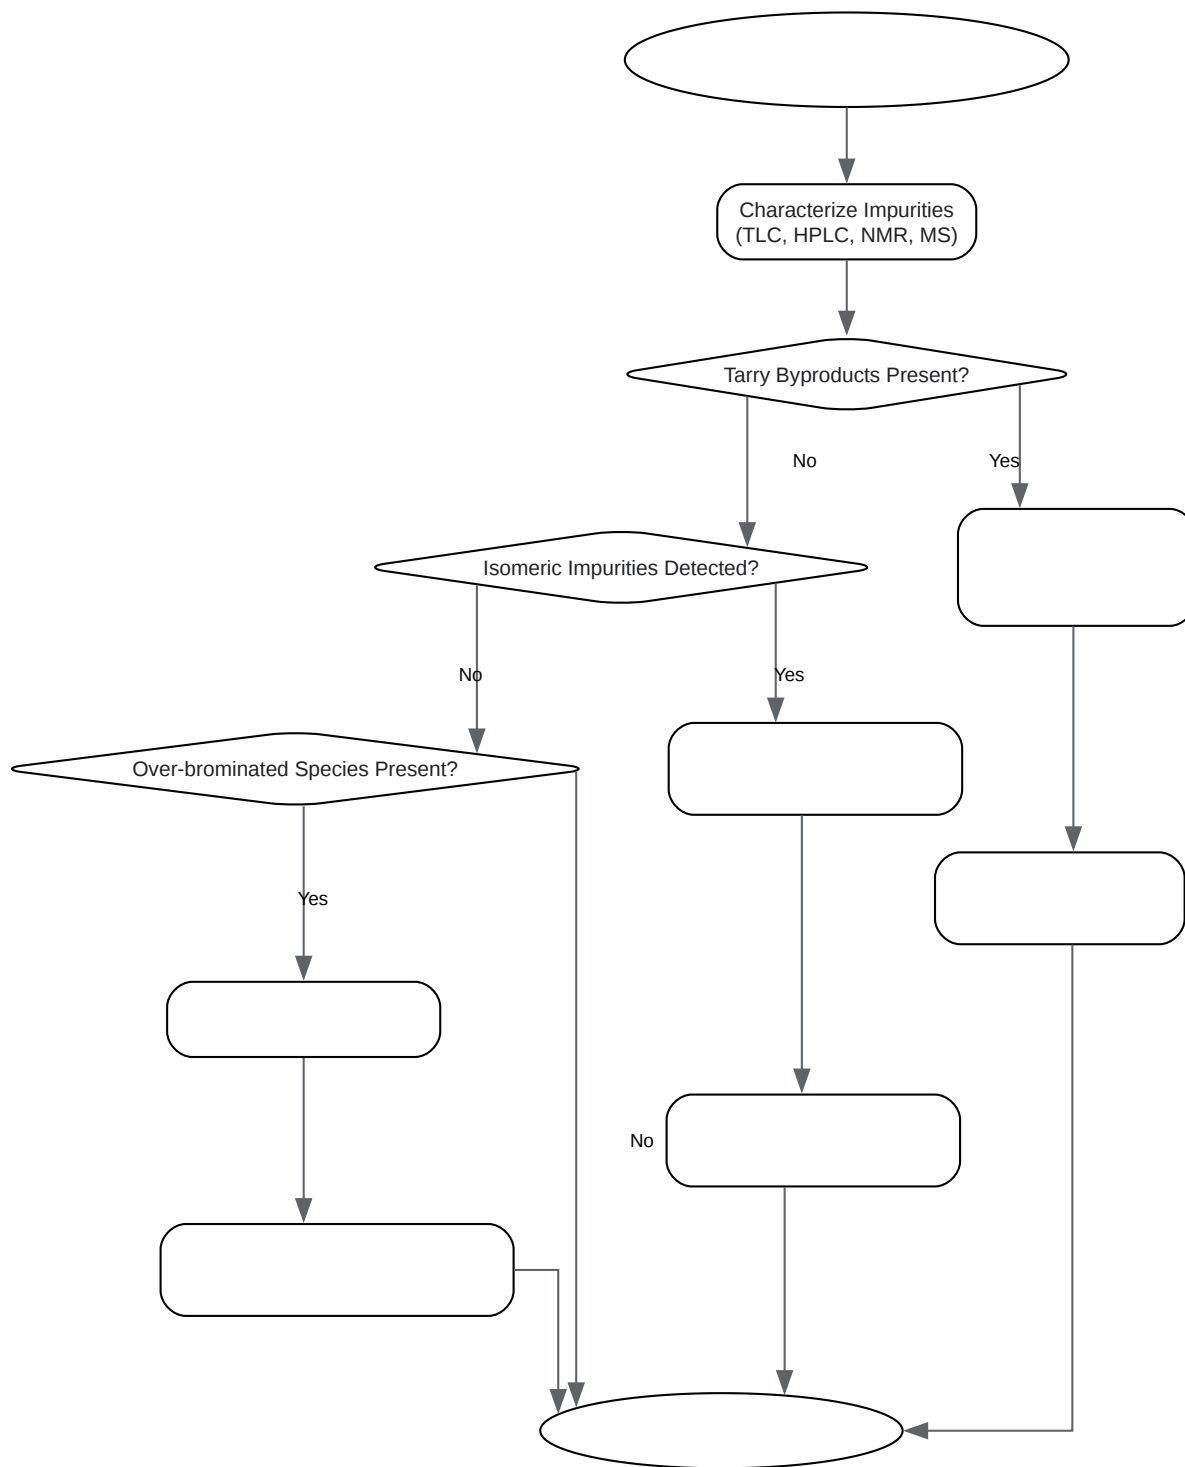 Characterize Impurities
(TLC, HPLC, NMR, MS)
Tarry Byproducts Present?
No
Yes
Isomeric Impurities Detected?
No
Yes
Over-brominated Species Present?
Yes
No